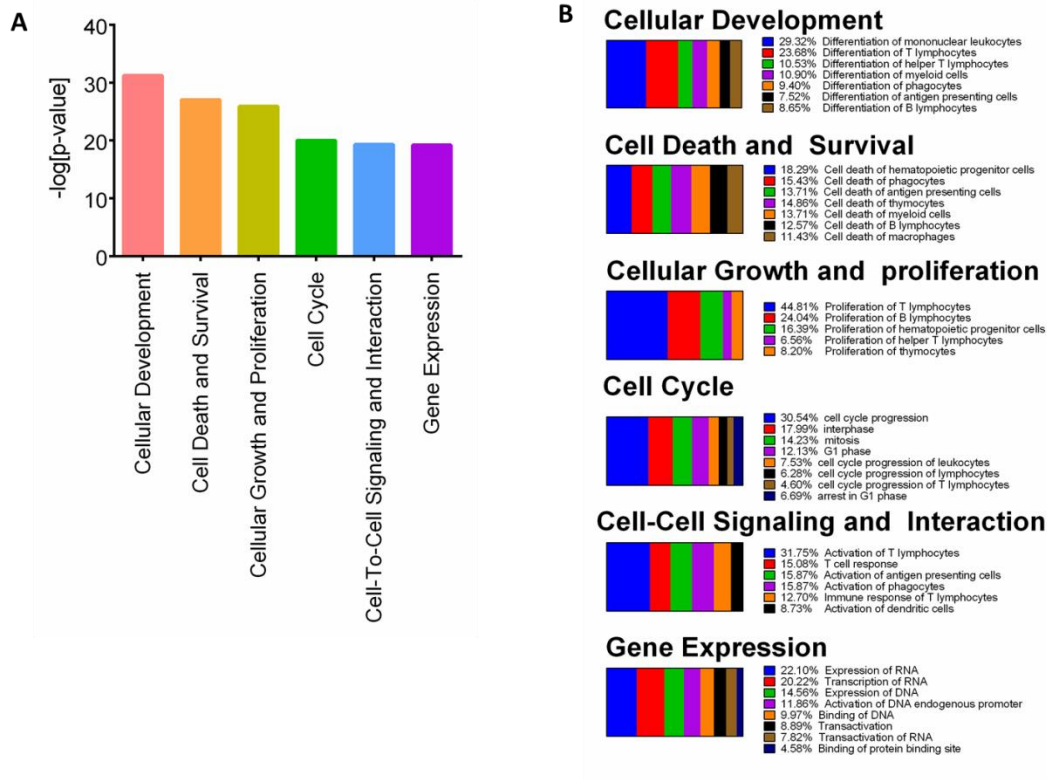 A
-log[p-value]
40
30
20
10
0
Cellular Development
Cell Death and Survival
Cellular Growth and Proliferation
Cell Cycle
Cell-To-Cell Signaling and Interaction
Gene Expression
B
Cellular Development
29.32% Differentiation of mononuclear leukocytes
23.68% Differentiation of T lymphocytes
10.53% Differentiation of helper T lymphocytes
10.90% Differentiation of myeloid cells
9.40% Differentiation of phagocytes
7.52% Differentiation of antigen presenting cells
8.65% Differentiation of B lymphocytes
Cell Death and Survival
18.29% Cell death of hematopoietic progenitor cells
15.43% Cell death of phagocytes
13.71% Cell death of antigen presenting cells
14.86% Cell death of thymocytes
13.71% Cell death of myeloid cells
12.57% Cell death of B lymphocytes
11.43% Cell death of macrophages
Cellular Growth and proliferation
44.81% Proliferation of T lymphocytes
24.04% Proliferation of B lymphocytes
16.39% Proliferation of hematopoietic progenitor cells
6.56% Proliferation of helper T lymphocytes
8.20% Proliferation of thymocytes
Cell Cycle
30.54% cell cycle progression
17.99% interphase
14.23% mitosis
12.13% G1 phase
7.53% cell cycle progression of leukocytes
6.28% cell cycle progression of lymphocytes
4.60% cell cycle progression of T lymphocytes
6.69% arrest in G1 phase
Cell-Cell Signaling and Interaction
31.75% Activation of T lymphocytes
15.08% T cell response
15.87% Activation of antigen presenting cells
15.87% Activation of phagocytes
12.70% Immune response of T lymphocytes
8.73% Activation of dendritic cells
Gene Expression
22.10% Expression of RNA
20.22% Transcription of RNA
14.56% Expression of DNA
11.86% Activation of DNA endogenous promoter
9.97% Binding of DNA
8.89% Transactivation
7.82% Transactivation of RNA
4.58% Binding of protein binding site